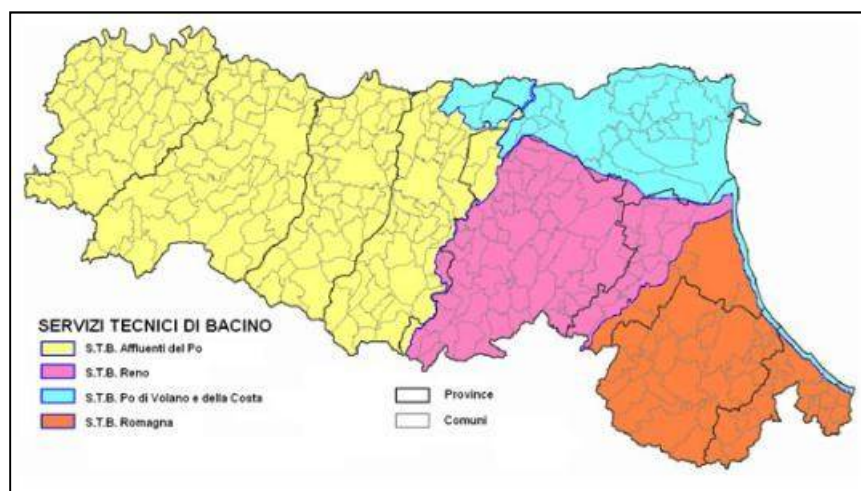 SERVIZI TECNICI DI BACINO
S.T.B. Affluenti del Po
S.T.B. Reno
S.T.B. Po di Volano e della Costa
S.T.B. Romagna
Province
Comuni